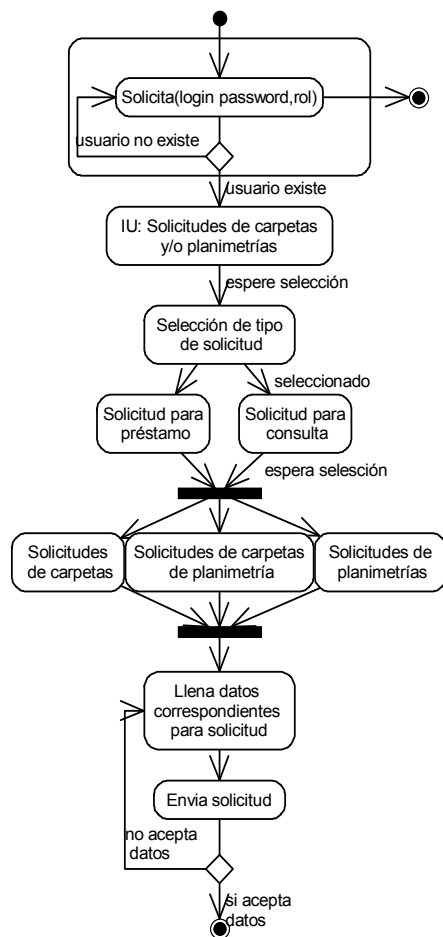 Solicita(login password,rol)
usuario no existe
usuario existe
IU: Solicitudes de carpetas
y/o planimetrías
espere selección
Selección de tipo
de solicitud
seleccionado
Solicitud para
préstamo
Solicitud para
consulta
espera selesción
Solicitudes
de carpetas
Solicitudes de carpetas
de planimetría
Solicitudes de
planimetrías
Llena datos
correspondientes
para solicitud
Envia solicitud
no acepta
datos
si acepta
datos